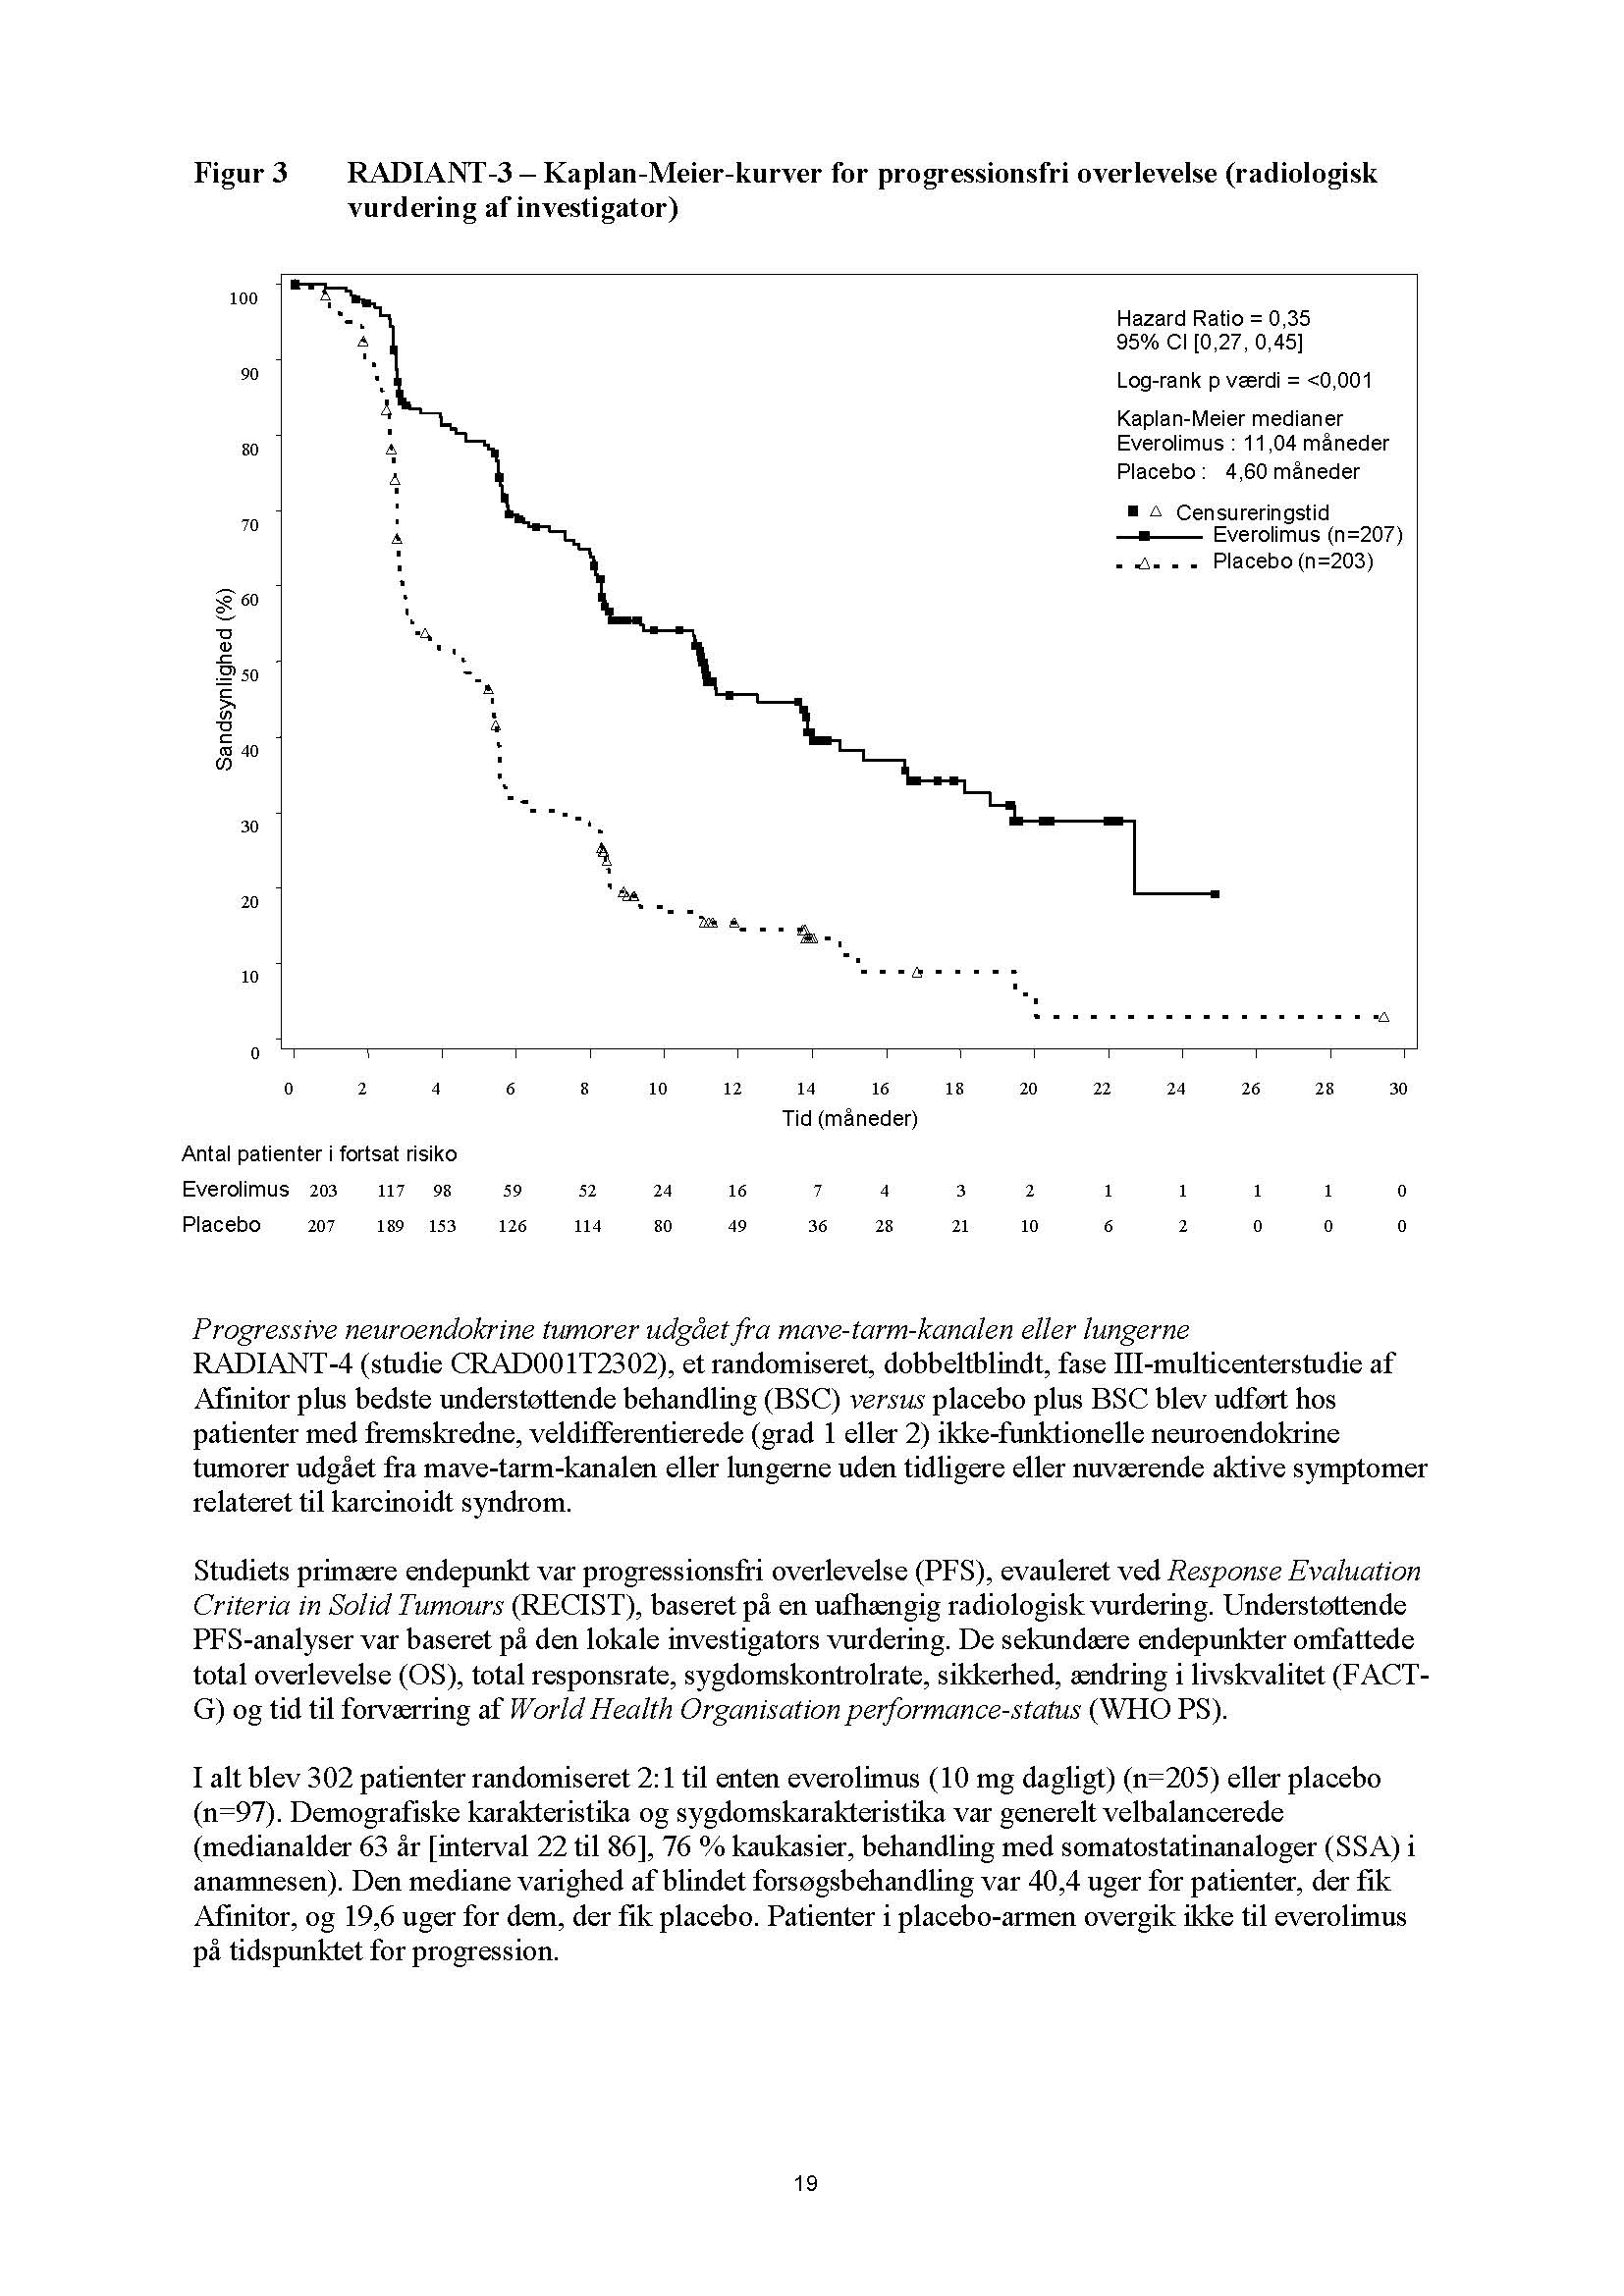 Figur 3 RADIANT-3 – Kaplan-Meier-kurver for progressionsfri overlevelse (radiologisk
vurdering af investigator)
Sandsynlighed (%)
100
90
80
70
60
50
40
30
20
10
0
Hazard Ratio = 0,35
95% CI [0,27, 0,45]
Log-rank p værdi = <0,001
Kaplan-Meier medianer
Everolimus : 11,04 måneder
Placebo : 4,60 måneder
Censureringstid
Everolimus (n=207)
Placebo (n=203)
0 2 4 6 8 10 12 14 16 18 20 22 24 26 28 30
Tid (måneder)
Antal patienter i fortsat risiko
Everolimus 203 117 98 59 52 24 16 7 4 3 2 1 1 1 1 0
Placebo 207 189 153 126 114 80 49 36 28 21 10 6 2 0 0 0
Progressive neuroendokrine tumorer udgået fra mave-tarm-kanalen eller lungerne
RADIANT-4 (studie CRAD001T2302), et randomiseret, dobbeltblindt, fase III-multicenterstudie af
Afinitor plus bedste understøttende behandling (BSC) versus placebo plus BSC blev udført hos
patienter med fremskredne, veldifferentierede (grad 1 eller 2) ikke-funktionelle neuroendokrine
tumorer udgået fra mave-tarm-kanalen eller lungerne uden tidligere eller nuværende aktive symptomer
relateret til karcinoidt syndrom.
Studiets primære endepunkt var progressionsfri overlevelse (PFS), evauleret ved Response Evaluation
Criteria in Solid Tumours (RECIST), baseret på en uafhængig radiologisk vurdering. Understøttende
PFS-analyser var baseret på den lokale investigators vurdering. De sekundære endepunkter omfattede
total overlevelse (OS), total responsrate, sygdomskontrolrate, sikkerhed, ændring i livskvalitet (FACT-
G) og tid til forværring af World Health Organisation performance-status (WHO PS).
I alt blev 302 patienter randomiseret 2:1 til enten everolimus (10 mg dagligt) (n=205) eller placebo
(n=97). Demografiske karakteristika og sygdomskarakteristika var generelt velbalancerede
(medianalder 63 år [interval 22 til 86], 76 % kaukasier, behandling med somatostatinanaloger (SSA) i
anamnesen). Den mediane varighed af blindet forsøgsbehandling var 40,4 uger for patienter, der fik
Afinitor, og 19,6 uger for dem, der fik placebo. Patienter i placebo-armen overgik ikke til everolimus
på tidspunktet for progression.
19